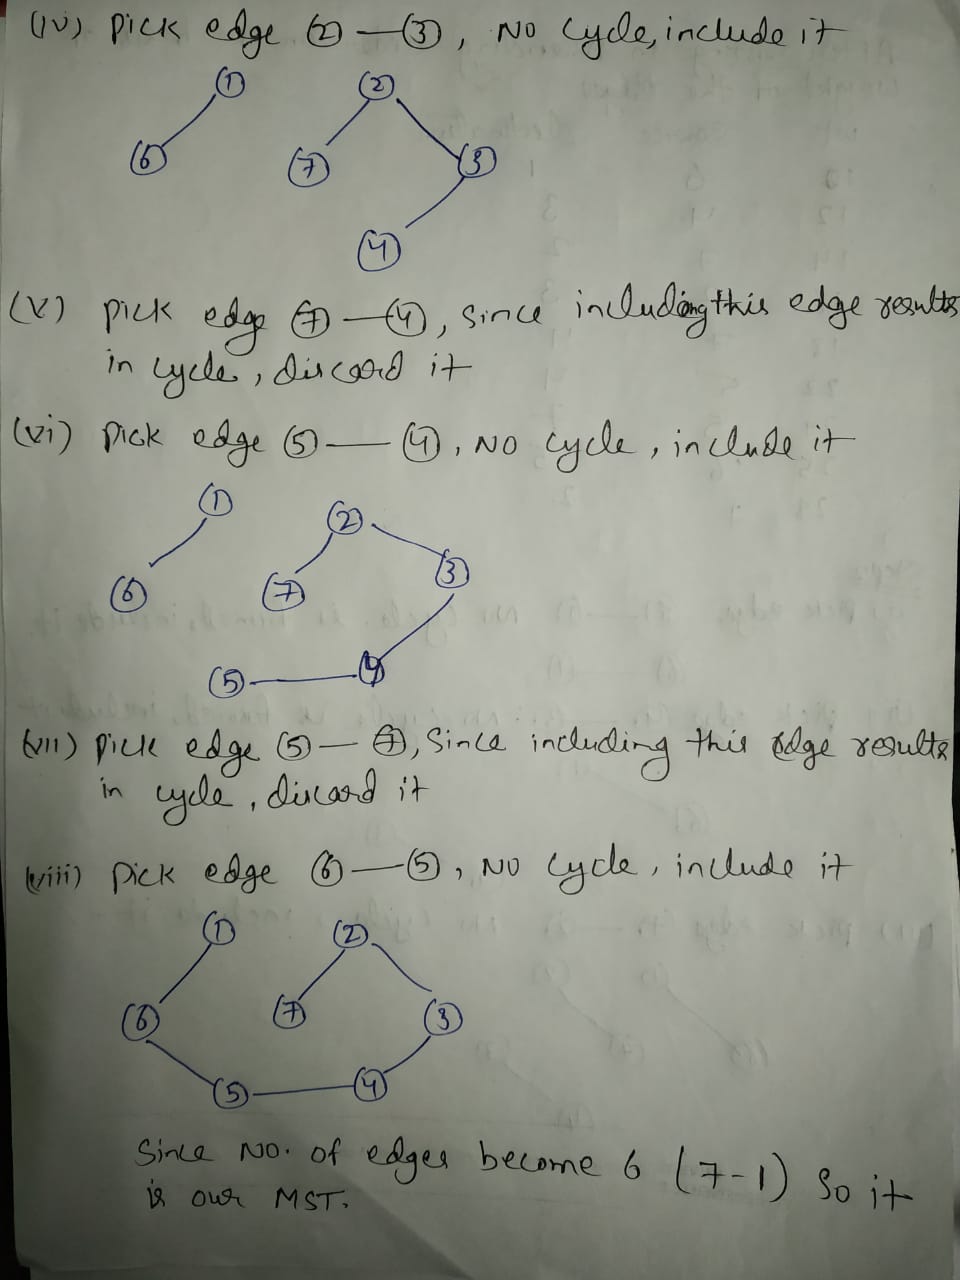 (iv) pick edge ② — ③, NO cycle, include it
① ②
⑥ ⑦ ③
④
(v) pick edge ⑦ — ④, since including this edge results
in cycle, discard it
(vi) pick edge ⑤ — ④, NO cycle, include it
①
②
⑥ ⑦ ③
⑤ ④
(vii) pick edge ⑤ — ⑦, since including this edge results
in cycle, discard it
(viii) pick edge ⑥ — ⑤, NO cycle, include it
① ②
⑥ ⑦ ③
⑤ ④
Since NO. of edges become 6 (7-1) So it
is our MST.